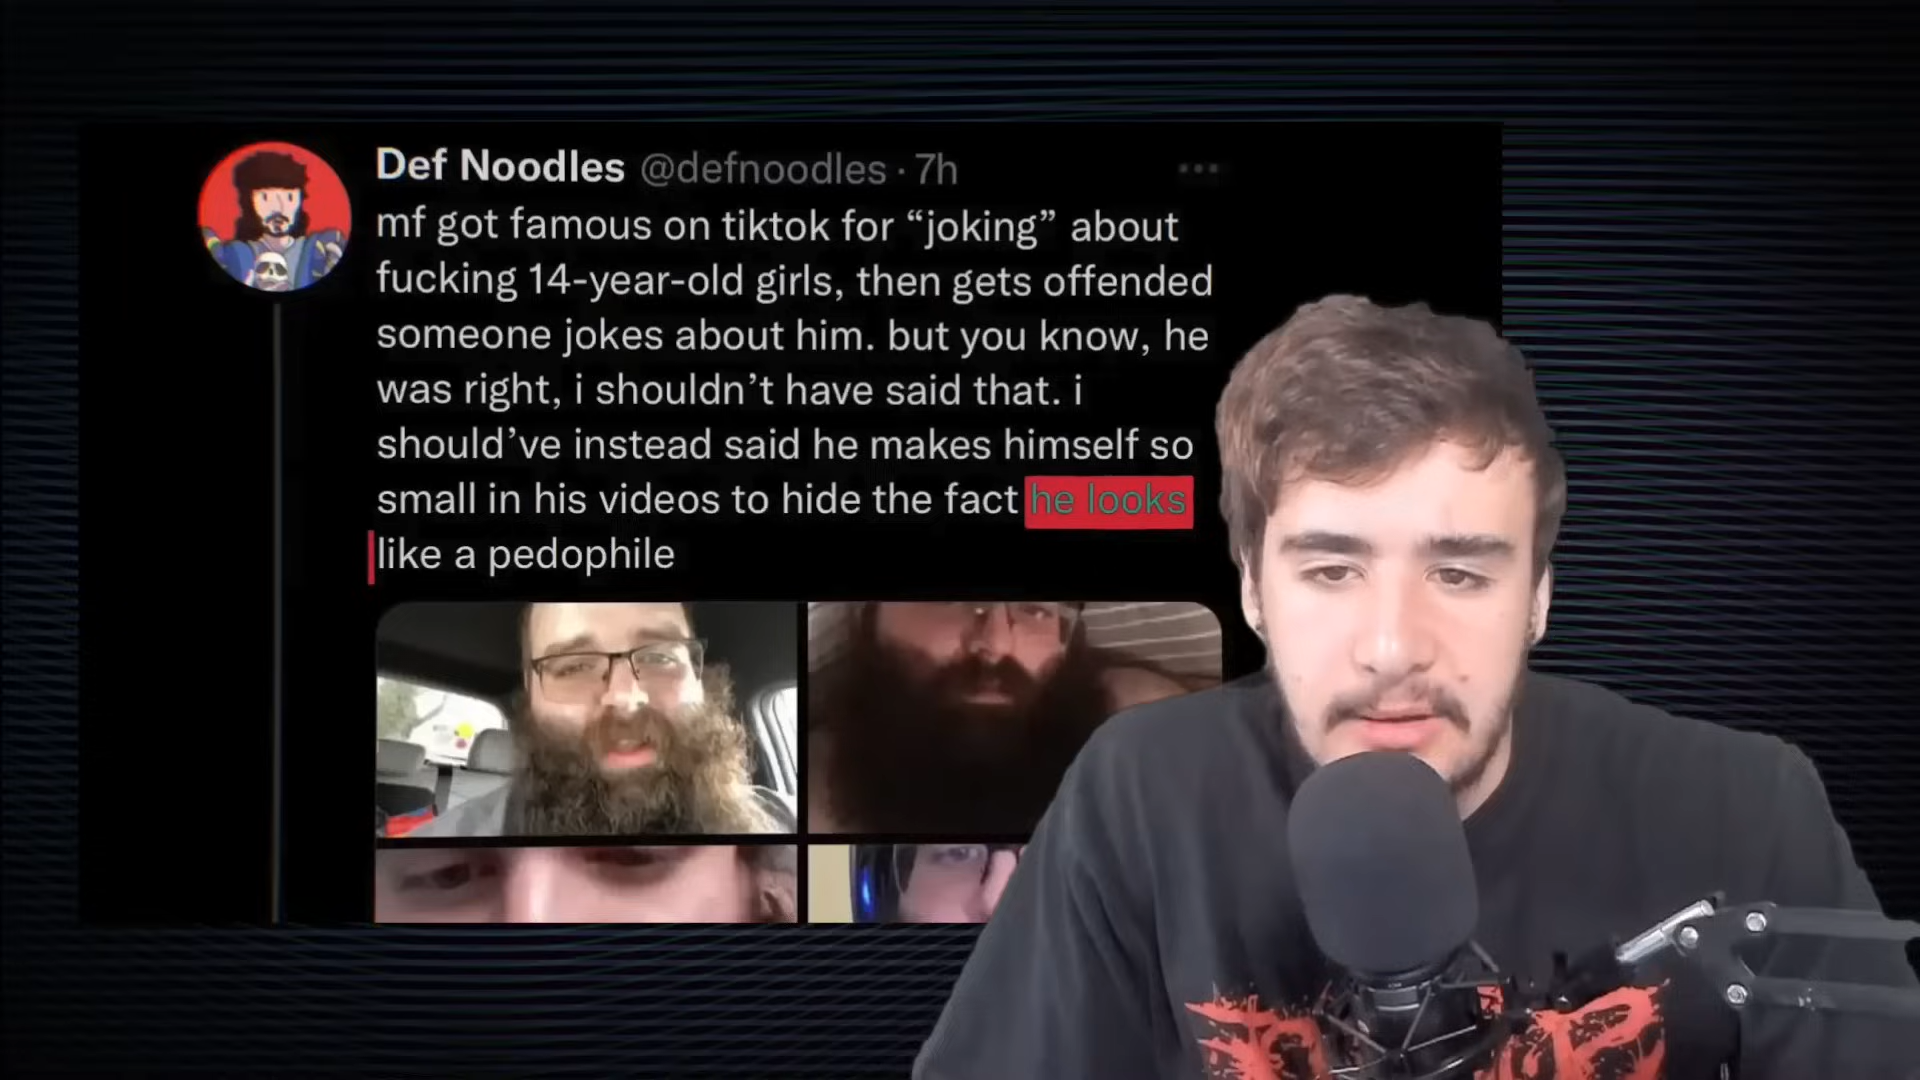 Def Noodles @defnoodles · 7h ···
mf got famous on tiktok for “joking” about
fucking 14-year-old girls, then gets offended
someone jokes about him. but you know, he
was right, i shouldn’t have said that. i
should’ve instead said he makes himself so
small in his videos to hide the fact he looks
like a pedophile